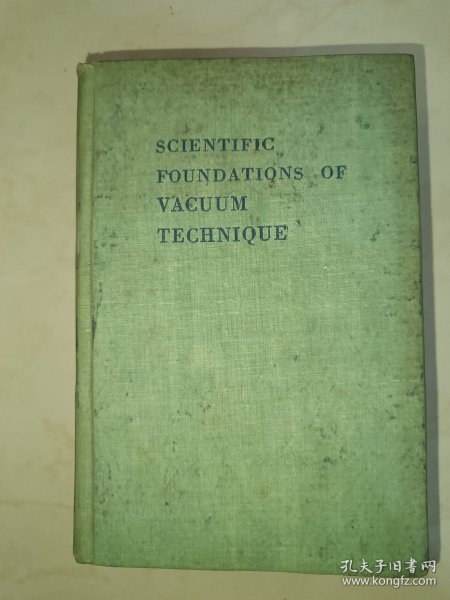 SCIENTIFIC
FOUNDATIONS OF
VACUUM
TECHNIQUE
孔夫子旧书网
www.kongfz.com